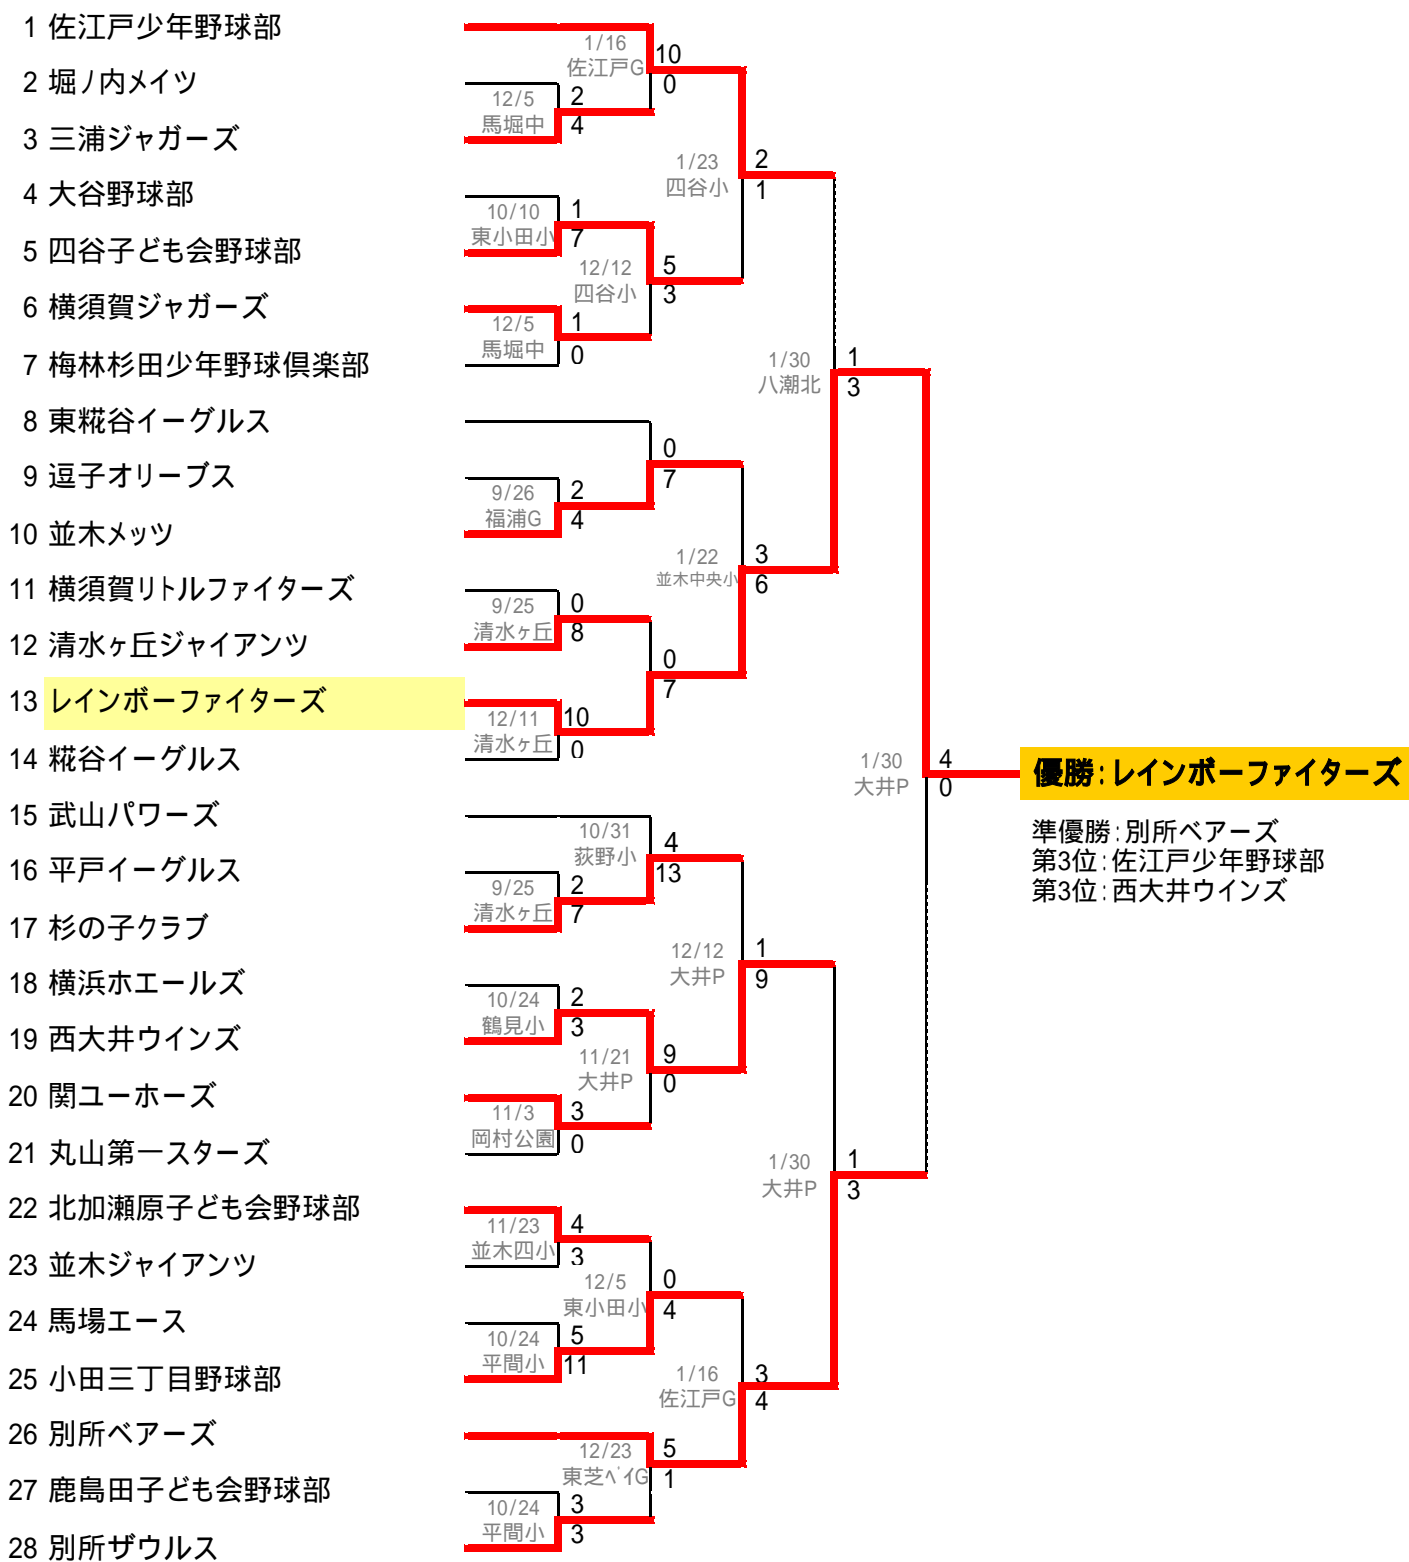 1 佐江戸少年野球部
1/16
10
佐江戸G
0
2 堀ノ内メイツ
12/5
2
馬堀中
4
3 三浦ジャガーズ
1/23
2
四谷小
1
4 大谷野球部
10/10
1
東小田小
7
5 四谷子ども会野球部
12/12
5
四谷小
3
6 横須賀ジャガーズ
12/5
1
馬堀中
0
7 梅林杉田少年野球倶楽部
1/30
1
八潮北
3
8 東糀谷イーグルス
0
7
9 逗子オリーブス
9/26
2
福浦G
4
10 並木メッツ
1/22
3
並木中央小
6
11 横須賀リトルファイターズ
9/25
0
清水ヶ丘
8
12 清水ヶ丘ジャイアンツ
0
7
13 レインボーファイターズ
12/11
10
清水ヶ丘
0
14 糀谷イーグルス
1/30
4
大井P
0
優勝:レインボーファイターズ
準優勝:別所ベアーズ
第3位:佐江戸少年野球部
第3位:西大井ウインズ
15 武山パワーズ
10/31
4
荻野小
13
16 平戸イーグルス
9/25
2
清水ヶ丘
7
17 杉の子クラブ
12/12
1
大井P
9
18 横浜ホエールズ
10/24
2
鶴見小
3
19 西大井ウインズ
11/21
9
大井P
0
20 関ユーホーズ
11/3
3
岡村公園
0
21 丸山第一スターズ
1/30
1
大井P
3
22 北加瀬原子ども会野球部
11/23
4
並木四小
3
23 並木ジャイアンツ
12/5
0
東小田小
4
24 馬場エース
10/24
5
平間小
11
25 小田三丁目野球部
1/16
3
佐江戸G
4
26 別所ベアーズ
12/23
5
東芝ベイG
1
27 鹿島田子ども会野球部
10/24
3
平間小
3
28 別所ザウルス